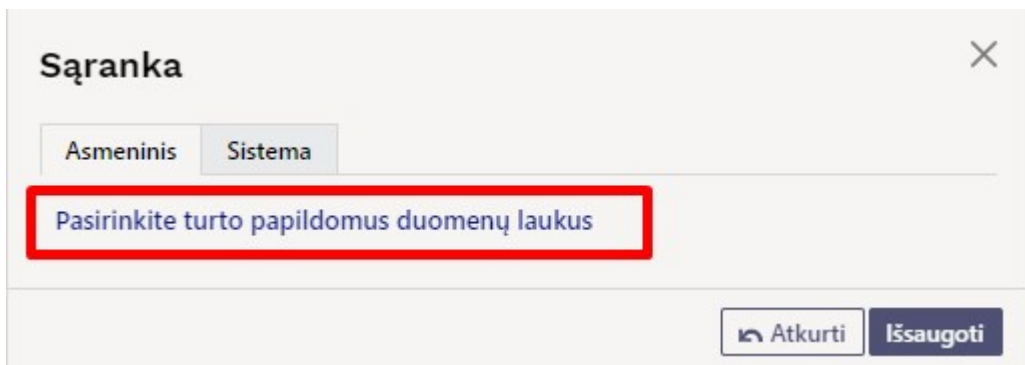 Sąranka
Asmeninis Sistema
Pasirinkite turto papildomus duomenų laukus
Atkurti Išsaugoti